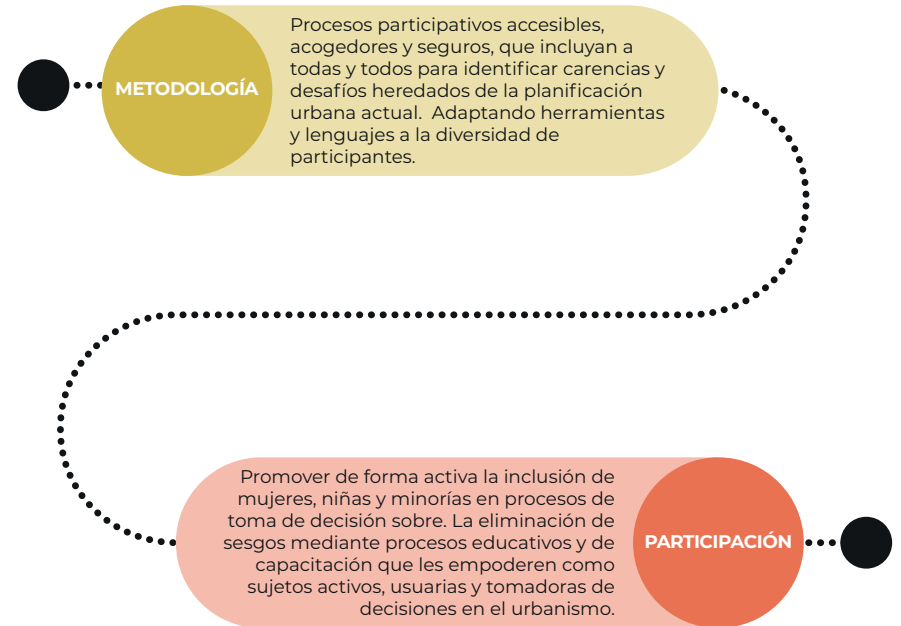 METODOLOGÍA
Procesos participativos accesibles,
acogedores y seguros, que incluyan a
todas y todos para identificar carencias y
desafíos heredados de la planificación
urbana actual.  Adaptando herramientas
y lenguajes a la diversidad de
participantes.
Promover de forma activa la inclusión de
mujeres, niñas y minorías en procesos de
toma de decisión sobre. La eliminación de
sesgos mediante procesos educativos y de
capacitación que les empoderen como
sujetos activos, usuarias y tomadoras de
decisiones en el urbanismo.
PARTICIPACIÓN